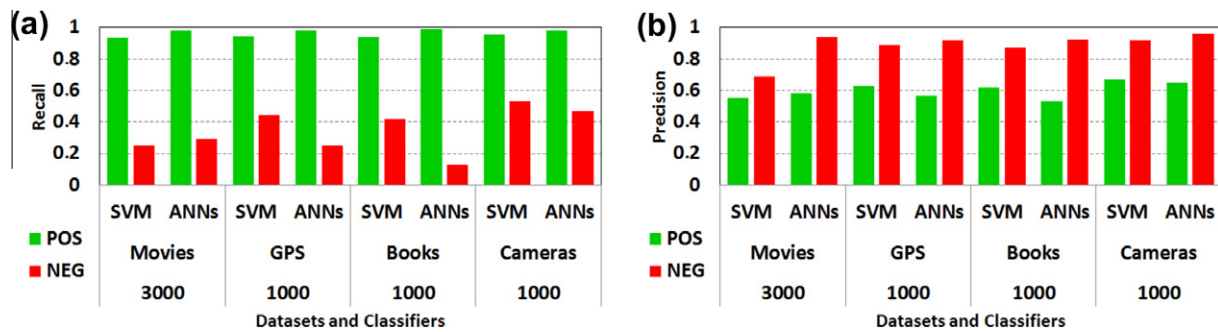 (a)
Recall
1
0.8
0.6
0.4
0.2
0
SVM ANNs SVM ANNs SVM ANNs SVM ANNs
POS
NEG
Movies GPS Books Cameras
3000 1000 1000 1000
Datasets and Classifiers
(b)
Precision
1
0.8
0.6
0.4
0.2
0
SVM ANNs SVM ANNs SVM ANNs SVM ANNs
POS
NEG
Movies GPS Books Cameras
3000 1000 1000 1000
Datasets and Classifiers